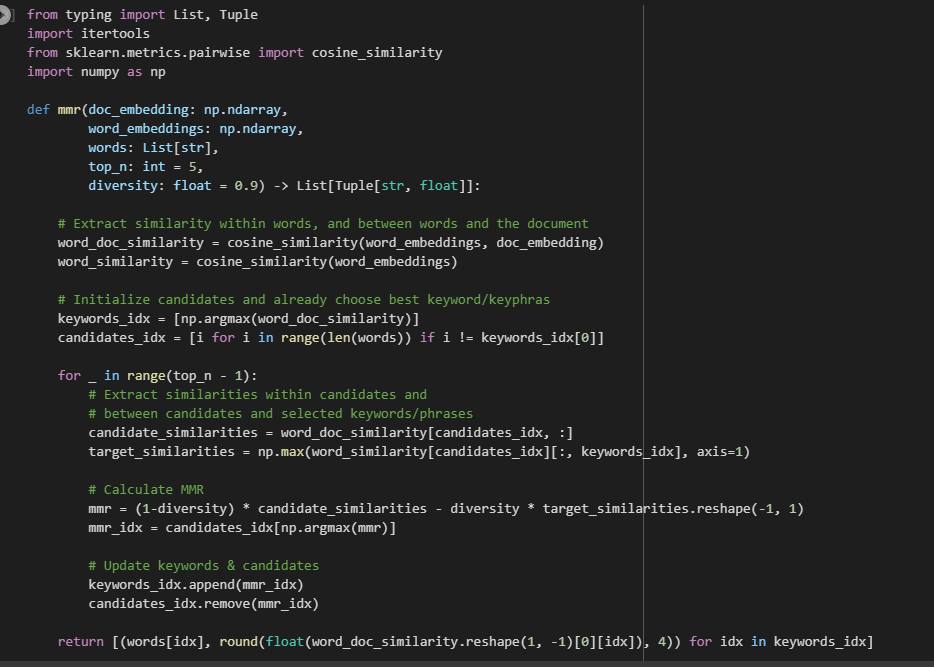 from typing import List, Tuple
import itertools
from sklearn.metrics.pairwise import cosine_similarity
import numpy as np

def mmr(doc_embedding: np.ndarray,
        word_embeddings: np.ndarray,
        words: List[str],
        top_n: int = 5,
        diversity: float = 0.9) -> List[Tuple[str, float]]:

    # Extract similarity within words, and between words and the document
    word_doc_similarity = cosine_similarity(word_embeddings, doc_embedding)
    word_similarity = cosine_similarity(word_embeddings)

    # Initialize candidates and already choose best keyword/keyphras
    keywords_idx = [np.argmax(word_doc_similarity)]
    candidates_idx = [i for i in range(len(words)) if i != keywords_idx[0]]

    for _ in range(top_n - 1):
        # Extract similarities within candidates and
        # between candidates and selected keywords/phrases
        candidate_similarities = word_doc_similarity[candidates_idx, :]
        target_similarities = np.max(word_similarity[candidates_idx][:, keywords_idx], axis=1)

        # Calculate MMR
        mmr = (1-diversity) * candidate_similarities - diversity * target_similarities.reshape(-1, 1)
        mmr_idx = candidates_idx[np.argmax(mmr)]

        # Update keywords & candidates
        keywords_idx.append(mmr_idx)
        candidates_idx.remove(mmr_idx)

    return [(words[idx], round(float(word_doc_similarity.reshape(1, -1)[0][idx]), 4)) for idx in keywords_idx]